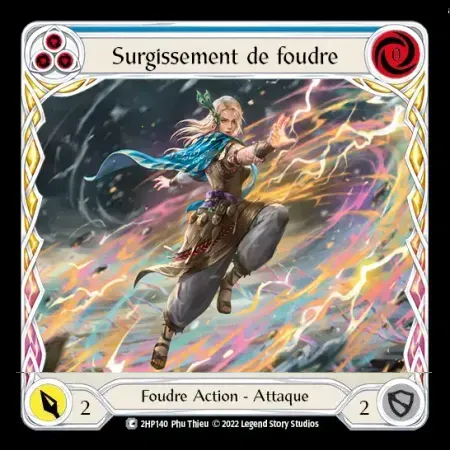 Surgissement de foudre
0
Foudre Action - Attaque
2
2
C 2HP140 Phu Thieu © 2022 Legend Story Studios